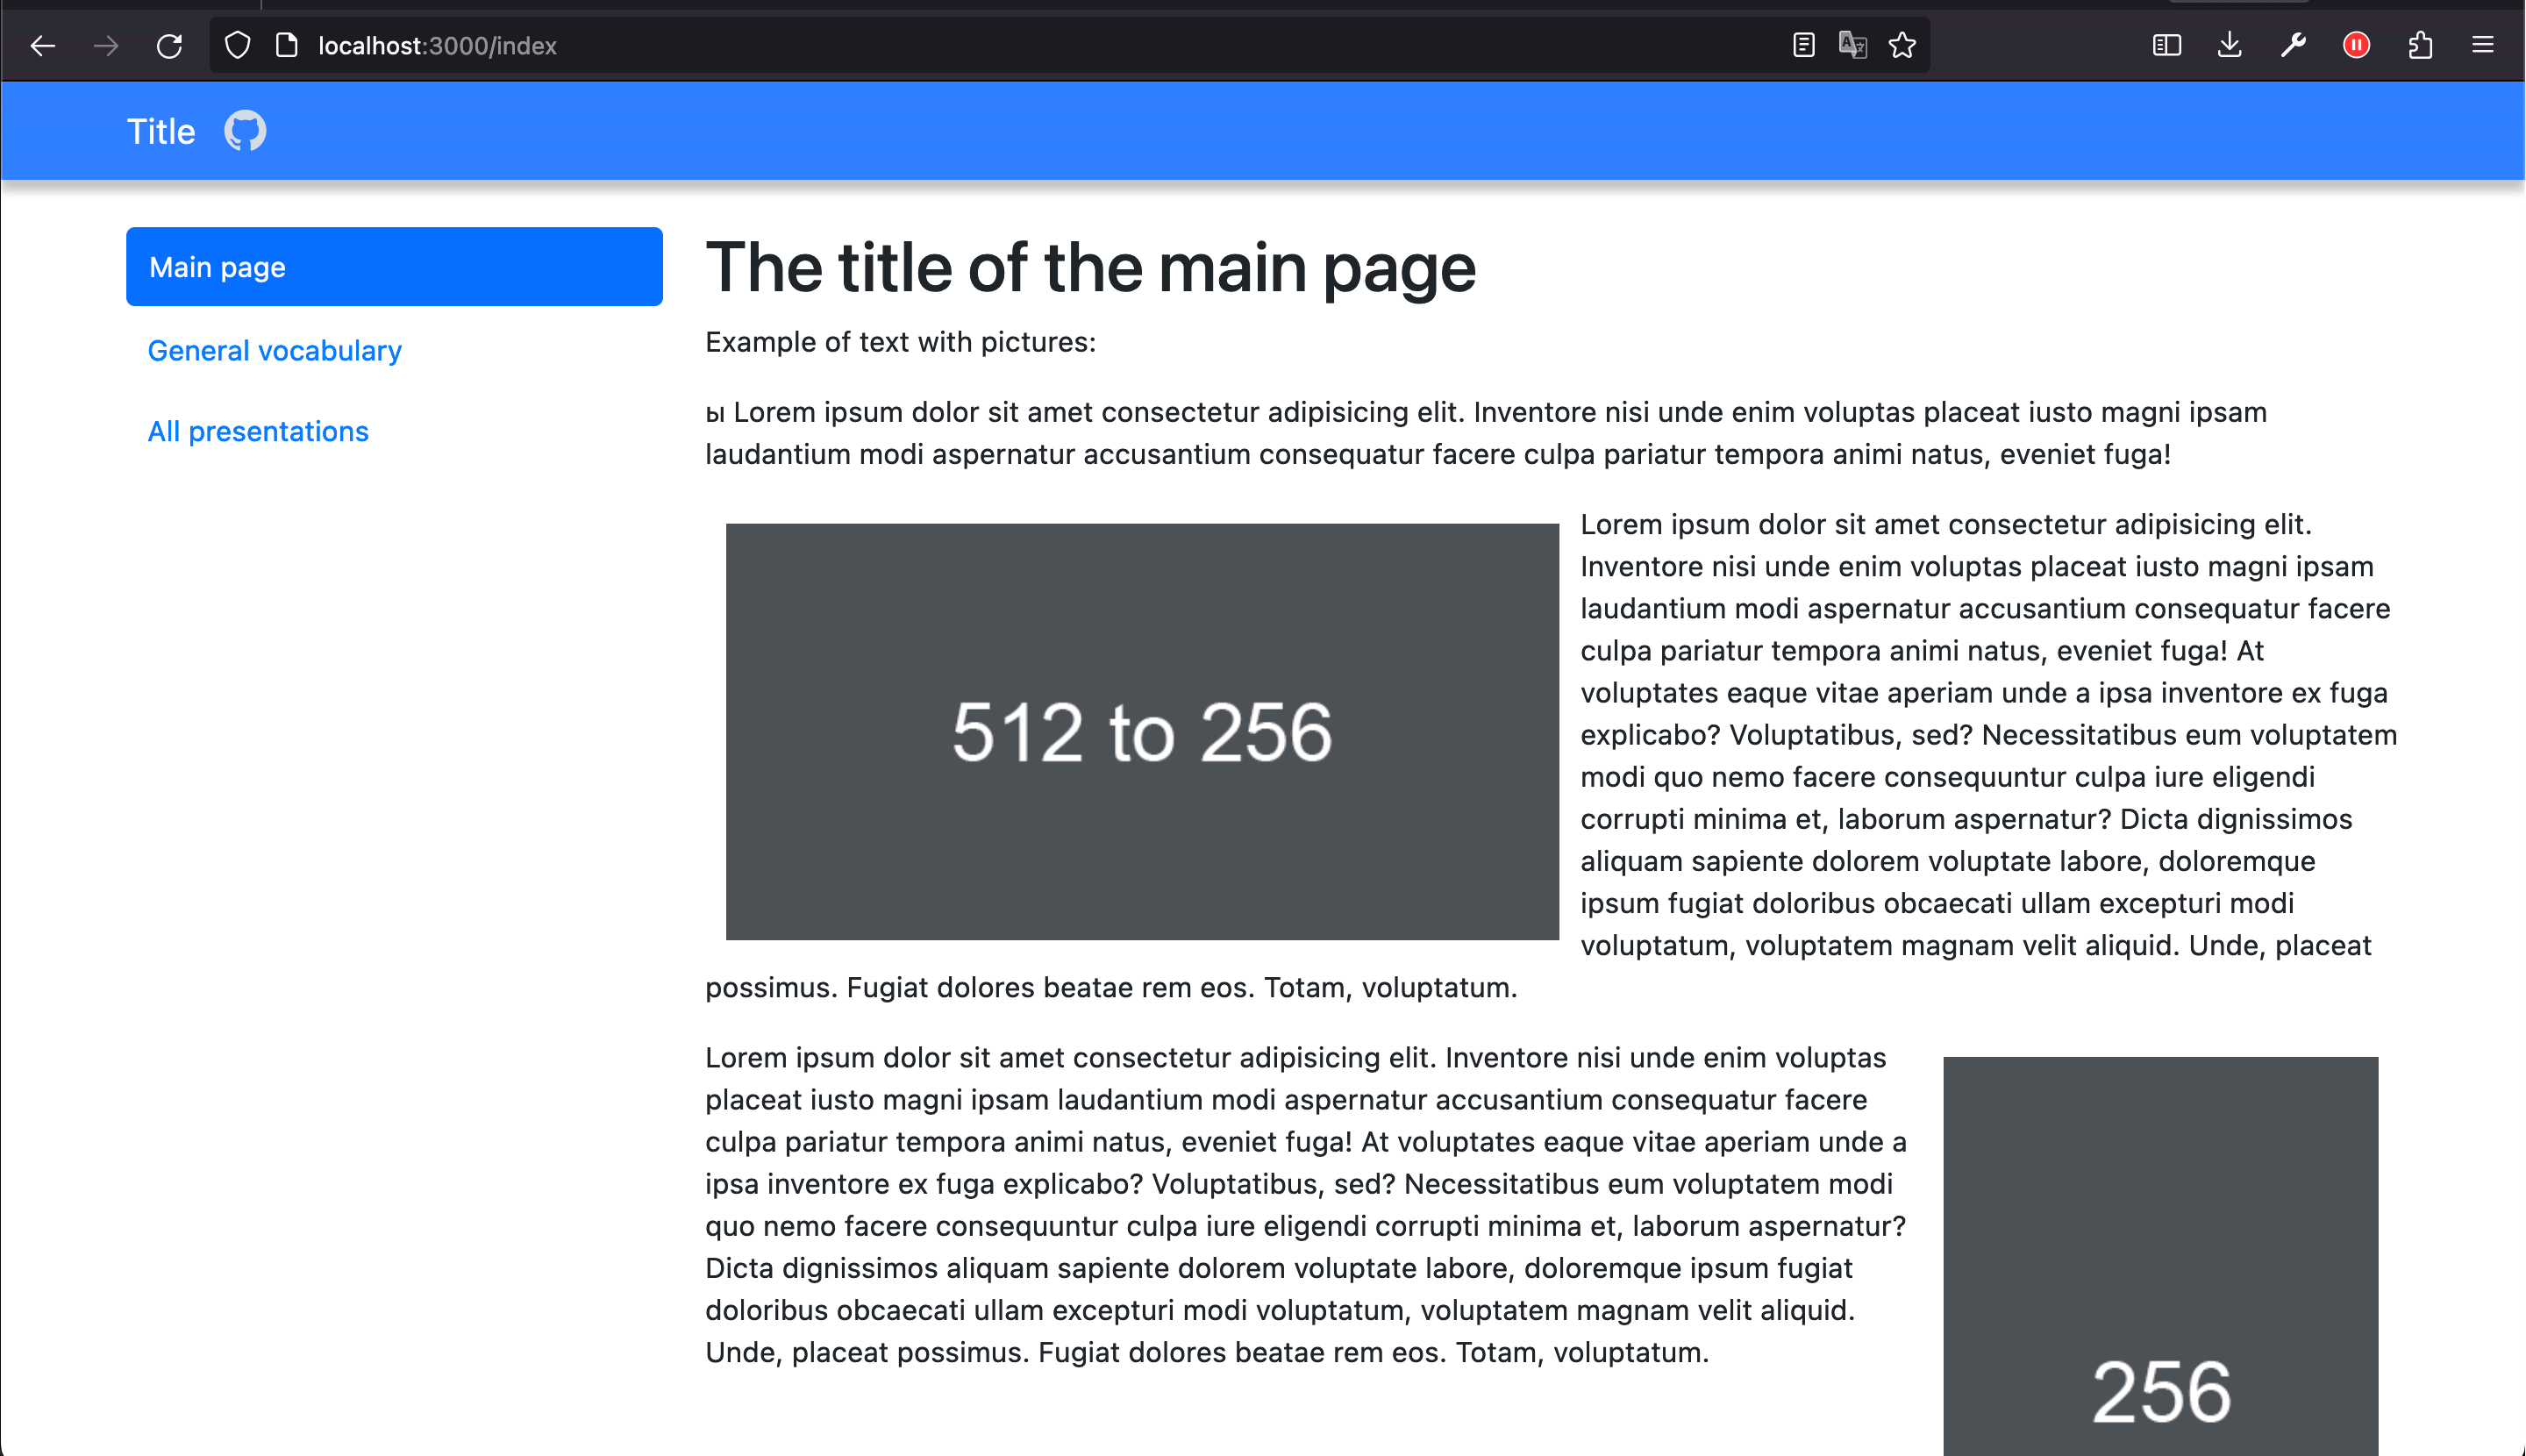 localhost:3000/index
Title
Main page
General vocabulary
All presentations
The title of the main page
Example of text with pictures:
ы Lorem ipsum dolor sit amet consectetur adipisicing elit. Inventore nisi unde enim voluptas placeat iusto magni ipsam
laudantium modi aspernatur accusantium consequatur facere culpa pariatur tempora animi natus, eveniet fuga!
512 to 256
Lorem ipsum dolor sit amet consectetur adipisicing elit.
Inventore nisi unde enim voluptas placeat iusto magni ipsam
laudantium modi aspernatur accusantium consequatur facere
culpa pariatur tempora animi natus, eveniet fuga! At
voluptates eaque vitae aperiam unde a ipsa inventore ex fuga
explicabo? Voluptatibus, sed? Necessitatibus eum voluptatem
modi quo nemo facere consequuntur culpa iure eligendi
corrupti minima et, laborum aspernatur? Dicta dignissimos
aliquam sapiente dolorem voluptate labore, doloremque
ipsum fugiat doloribus obcaecati ullam excepturi modi
voluptatum, voluptatem magnam velit aliquid. Unde, placeat
possimus. Fugiat dolores beatae rem eos. Totam, voluptatum.
Lorem ipsum dolor sit amet consectetur adipisicing elit. Inventore nisi unde enim voluptas
placeat iusto magni ipsam laudantium modi aspernatur accusantium consequatur facere
culpa pariatur tempora animi natus, eveniet fuga! At voluptates eaque vitae aperiam unde a
ipsa inventore ex fuga explicabo? Voluptatibus, sed? Necessitatibus eum voluptatem modi
quo nemo facere consequuntur culpa iure eligendi corrupti minima et, laborum aspernatur?
Dicta dignissimos aliquam sapiente dolorem voluptate labore, doloremque ipsum fugiat
doloribus obcaecati ullam excepturi modi voluptatum, voluptatem magnam velit aliquid.
Unde, placeat possimus. Fugiat dolores beatae rem eos. Totam, voluptatum.
256